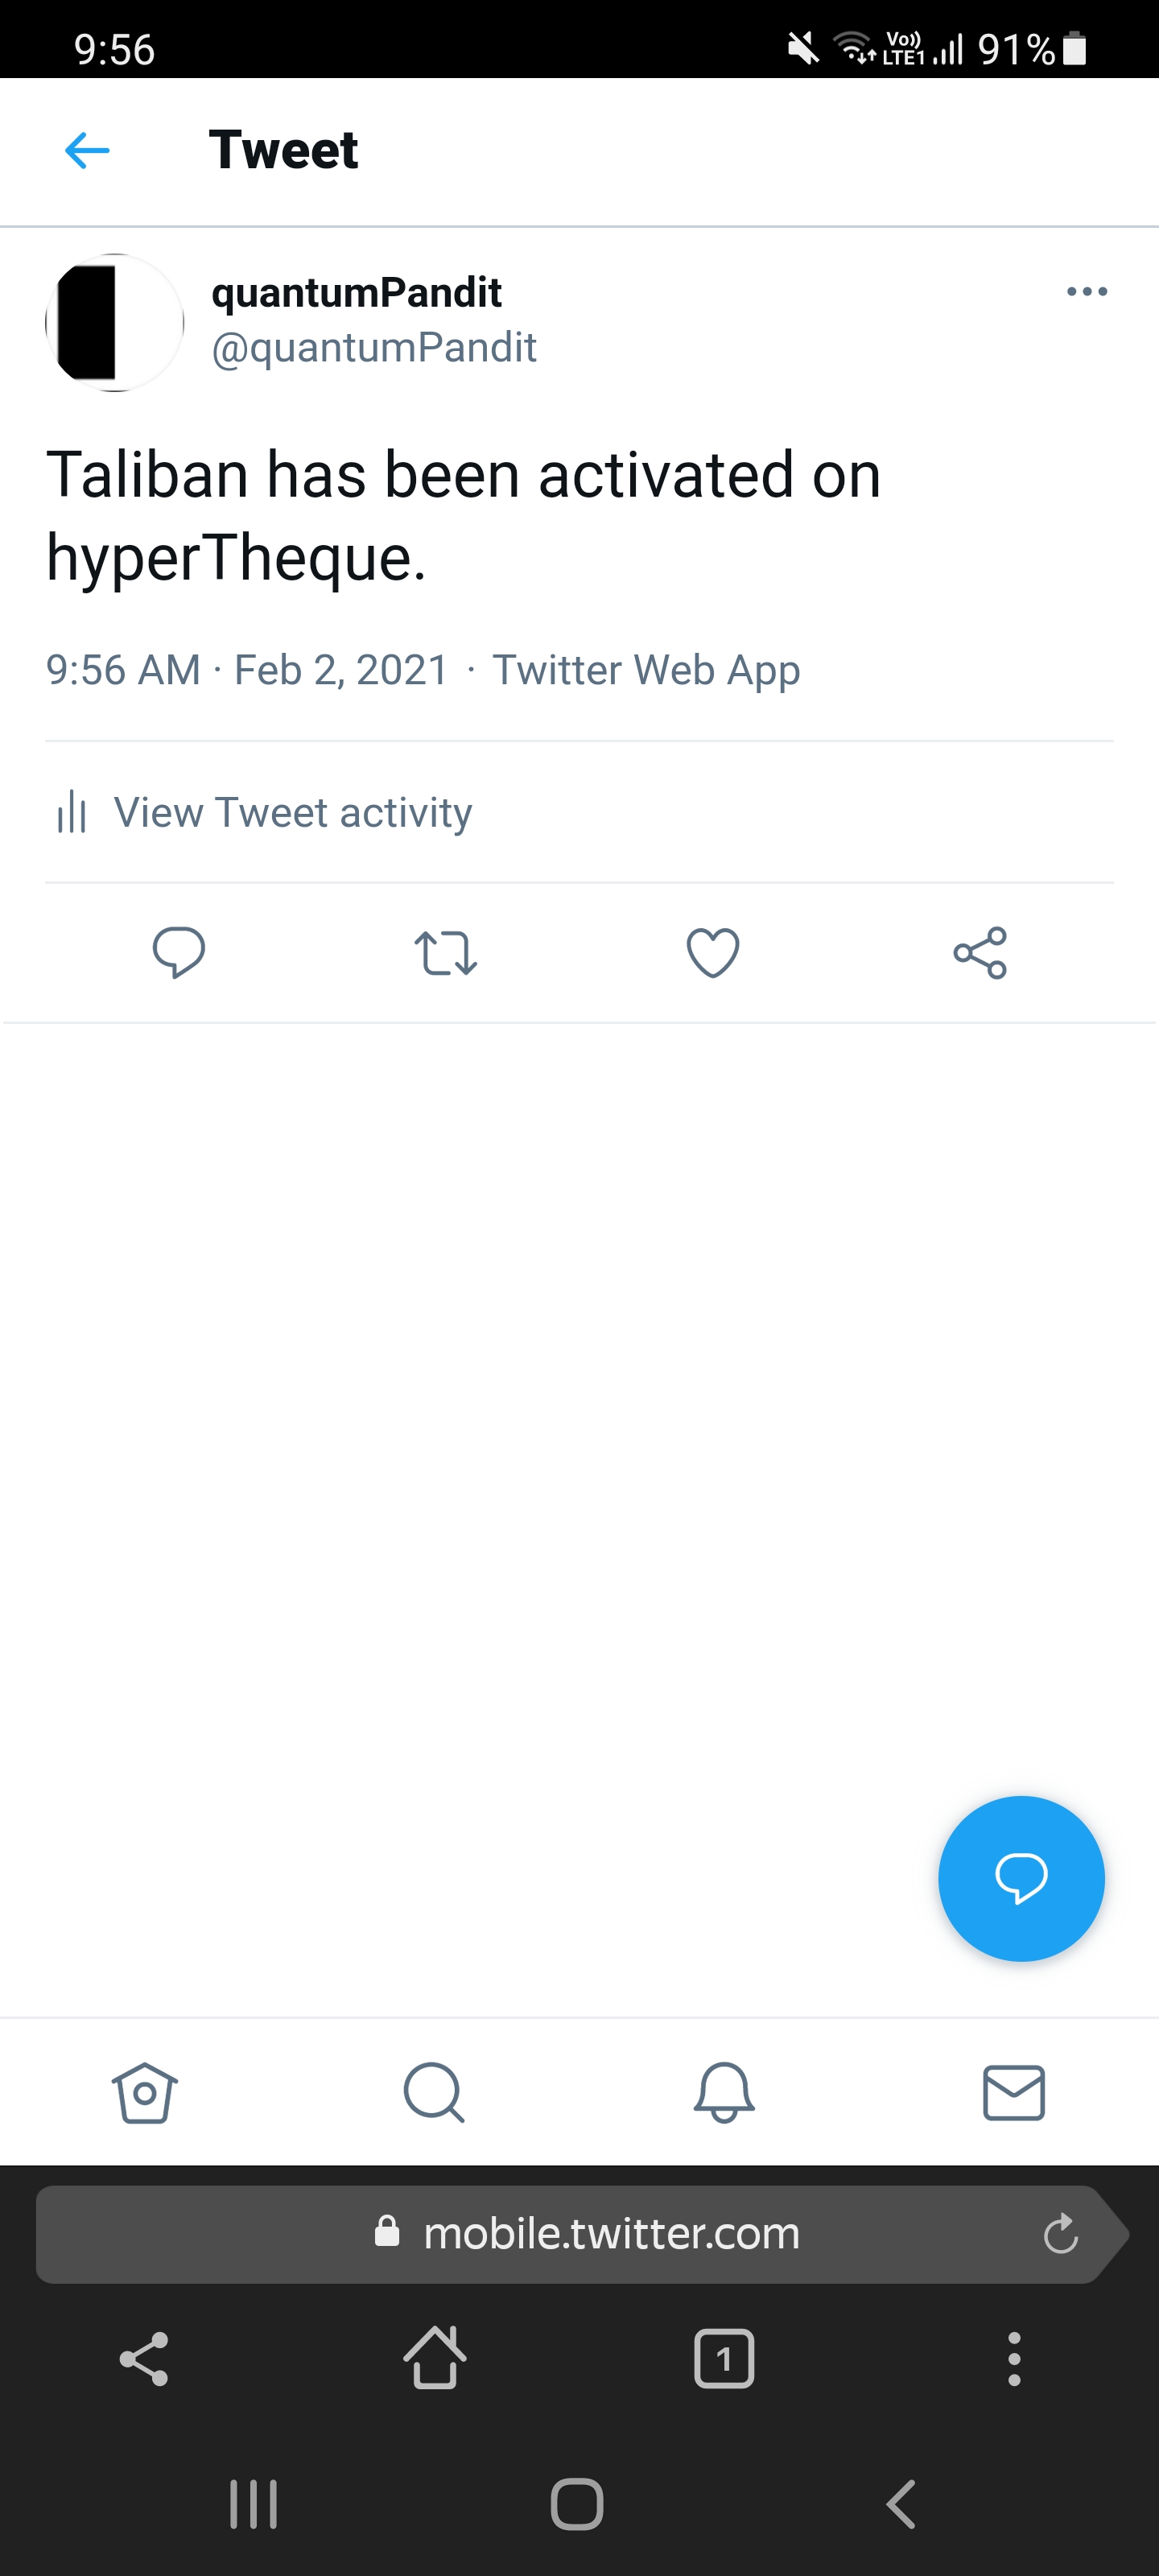 9:56
Vo)) LTE1 91%
Tweet
quantumPandit
@quantumPandit
Taliban has been activated on
hyperTheque.
9:56 AM · Feb 2, 2021 · Twitter Web App
View Tweet activity
mobile.twitter.com
1